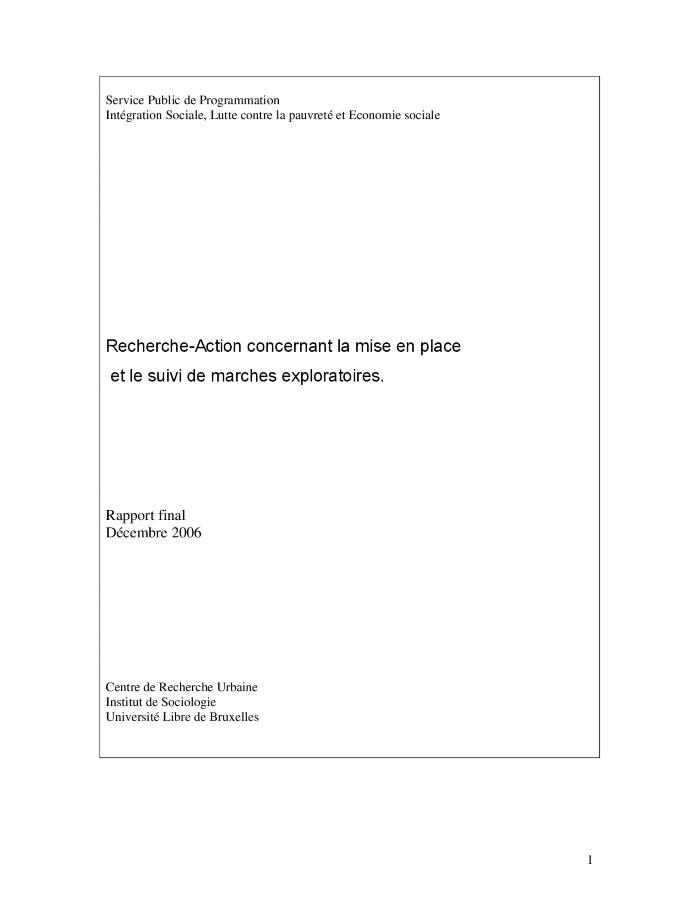 Service Public de Programmation
Intégration Sociale, Lutte contre la pauvreté et Economie sociale
Recherche-Action concernant la mise en place
et le suivi de marches exploratoires.
Rapport final
Décembre 2006
Centre de Recherche Urbaine
Institut de Sociologie
Université Libre de Bruxelles
1